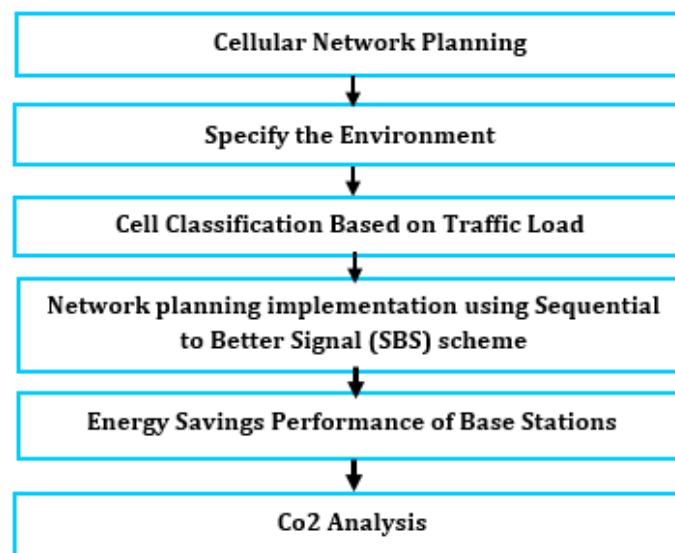 Cellular Network Planning
Specify the Environment
Cell Classification Based on Traffic Load
Network planning implementation using Sequential
to Better Signal (SBS) scheme
Energy Savings Performance of Base Stations
Co2 Analysis